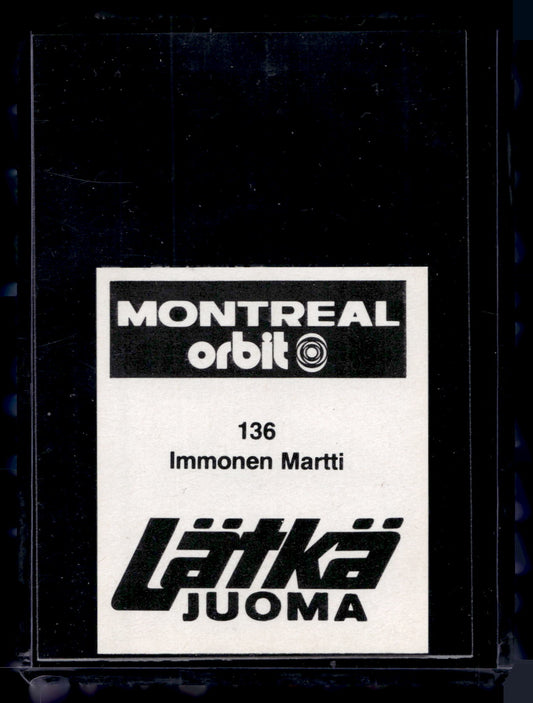 MONTREAL
orbit
136
Immonen Martti
Lätkä
JUOMA